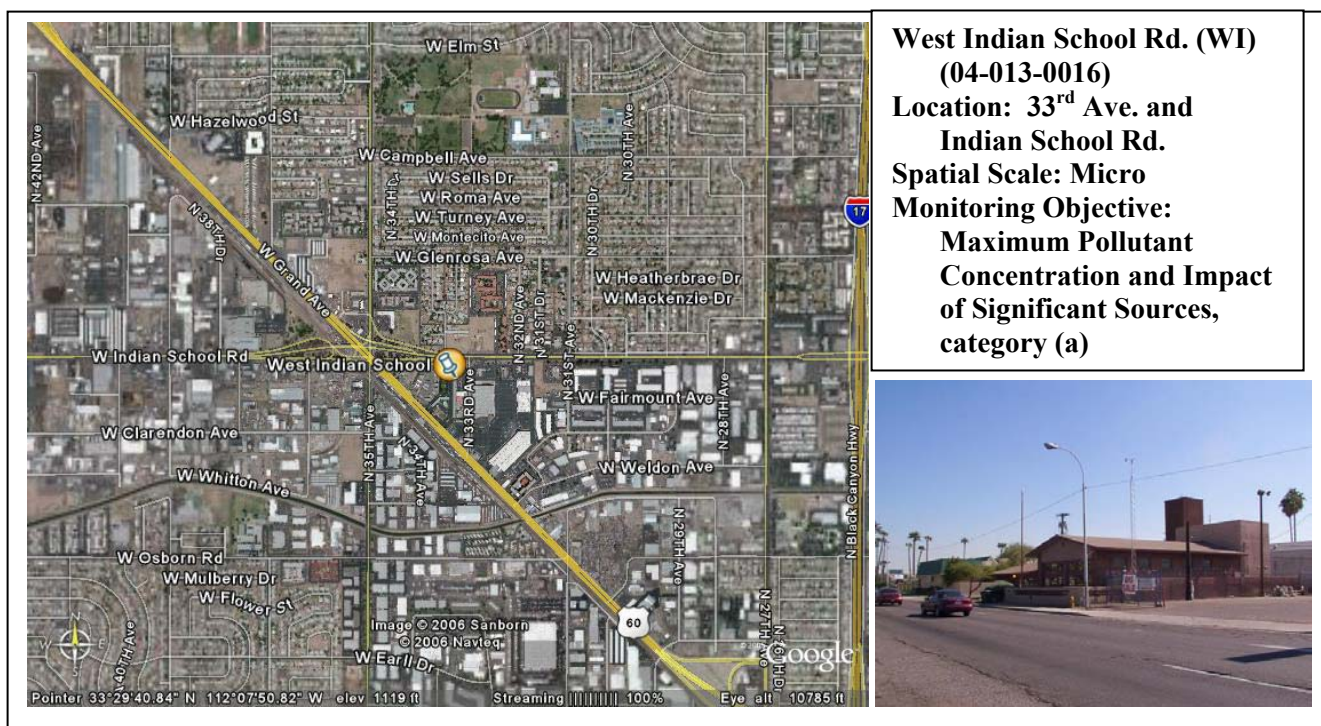 W Elm St
N 42ND Ave
W Hazelwood St
N 30TH Ave
W Campbell Ave
W Sells Dr
N 34TH Dr
W Roma Ave
N 30TH Dr
W Turney Ave
17
N 38TH Dr
W Montecito Ave
W Grand Ave
W Glenrosa Ave
W Heatherbrae Dr
W Mackenzie Dr
N 32ND Ave
N 31ST Dr
N 31ST Ave
W Indian School Rd
West Indian School
W Fairmount Ave
N 33RD Ave
N 28TH Ave
W Clarendon Ave
N 35TH Ave
N 34TH Ave
W Weldon Ave
W Whitton Ave
N Black Canyon Hwy
N 29TH Ave
W Osborn Rd
W Mulberry Dr
W Flower St
60
Image © 2006 Sanborn
© 2006 Navteq
N 40TH Ave
N 27TH Ave
N 26TH Dr
W Earll Dr
Google
Pointer 33°29'40.84" N 112°07'50.82" W elev 1119 ft Streaming |||||||||| 100% Eye alt 10785 ft
West Indian School Rd. (WI)
(04-013-0016)
Location: 33rd Ave. and
Indian School Rd.
Spatial Scale: Micro
Monitoring Objective:
Maximum Pollutant
Concentration and Impact
of Significant Sources,
category (a)